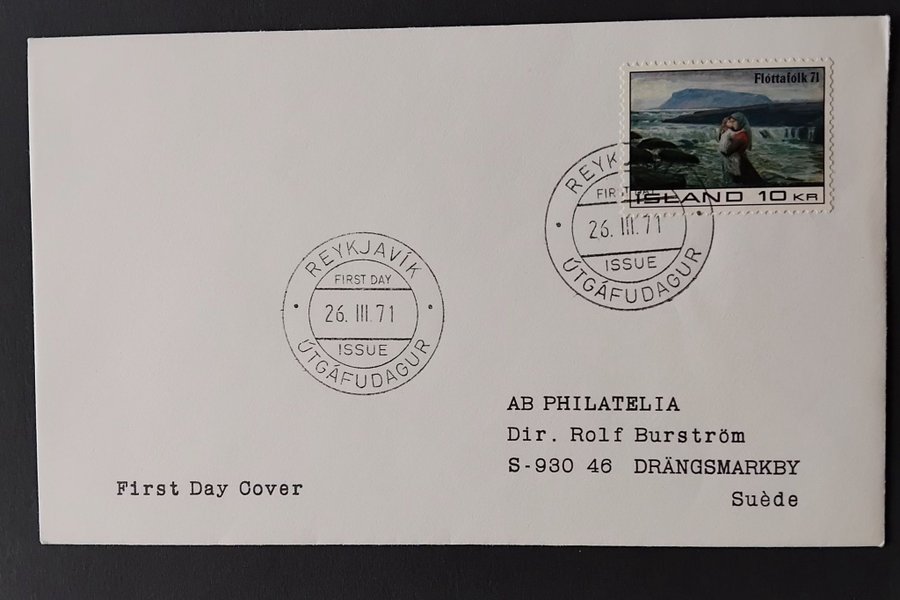 Flóttafólk 71
ÍSLAND 10 KR
REYK
FIRST DAY
26. III. 71
ISSUE
ÚTGÁFUDAGUR
REYKJAVÍK
FIRST DAY
26. III. 71
ISSUE
ÚTGÁFUDAGUR
AB PHILATELIA
Dir. Rolf Burström
S-930 46 DRÄNGSMARKBY
Suède
First Day Cover